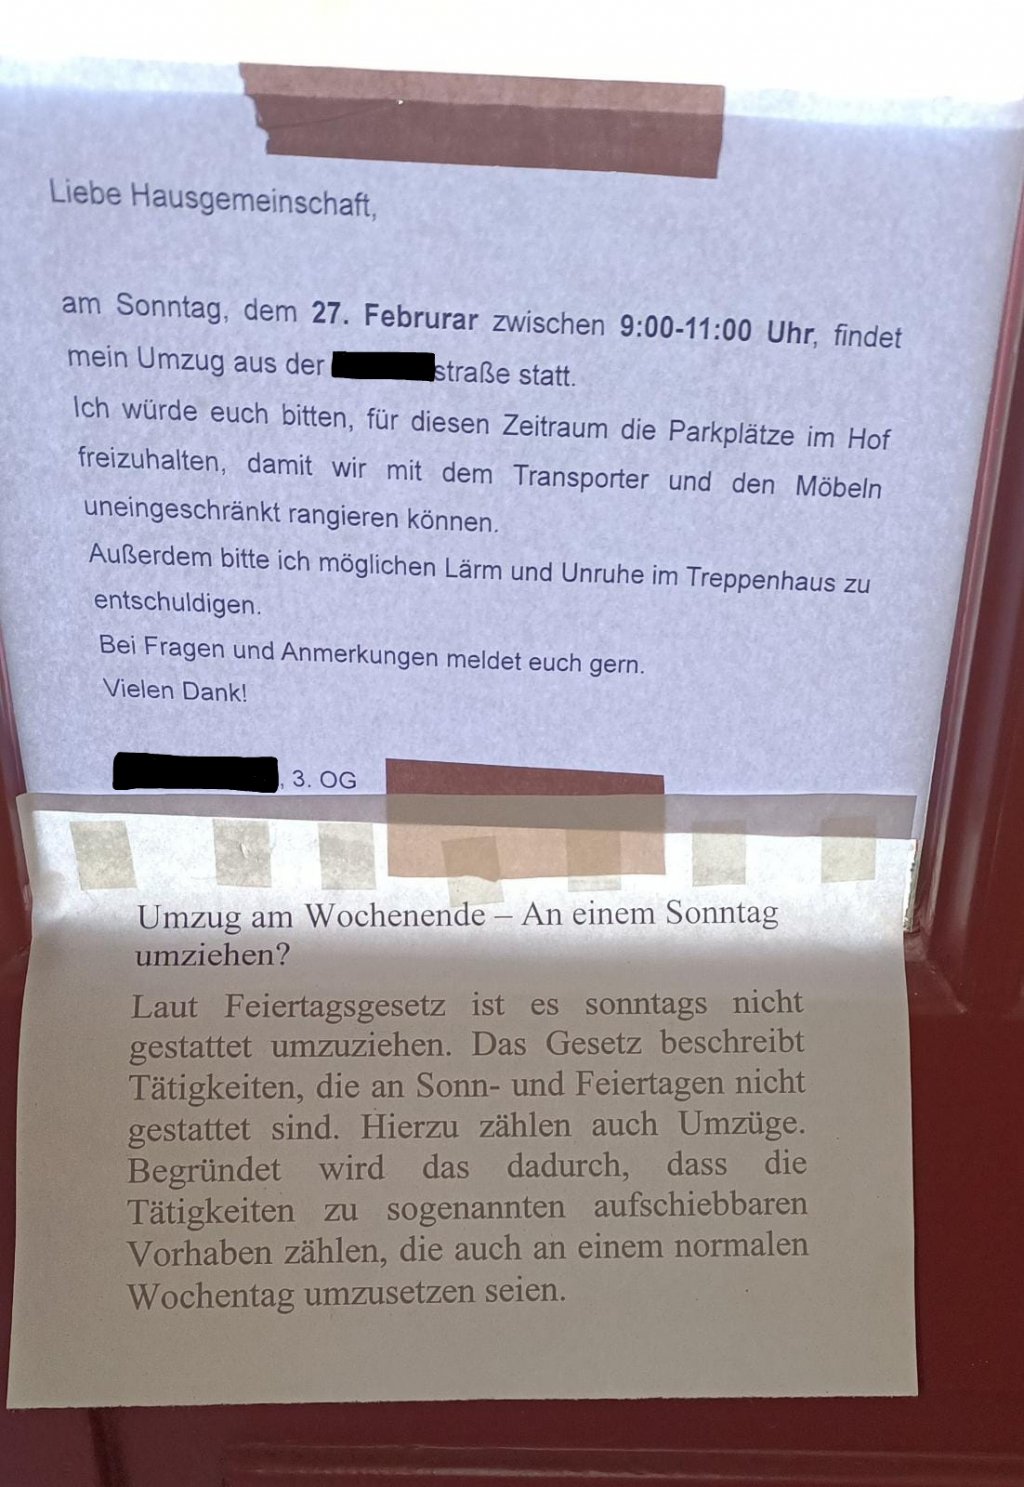 Liebe Hausgemeinschaft,
am Sonntag, dem 27. Februrar zwischen 9:00-11:00 Uhr, findet
mein Umzug aus der straße statt.
Ich würde euch bitten, für diesen Zeitraum die Parkplätze im Hof
freizuhalten, damit wir mit dem Transporter und den Möbeln
uneingeschränkt rangieren können.
Außerdem bitte ich möglichen Lärm und Unruhe im Treppenhaus zu
entschuldigen.
Bei Fragen und Anmerkungen meldet euch gern.
Vielen Dank!
, 3. OG
Umzug am Wochenende – An einem Sonntag
umziehen?
Laut Feiertagsgesetz ist es sonntags nicht
gestattet umzuziehen. Das Gesetz beschreibt
Tätigkeiten, die an Sonn- und Feiertagen nicht
gestattet sind. Hierzu zählen auch Umzüge.
Begründet wird das dadurch, dass die
Tätigkeiten zu sogenannten aufschiebbaren
Vorhaben zählen, die auch an einem normalen
Wochentag umzusetzen seien.